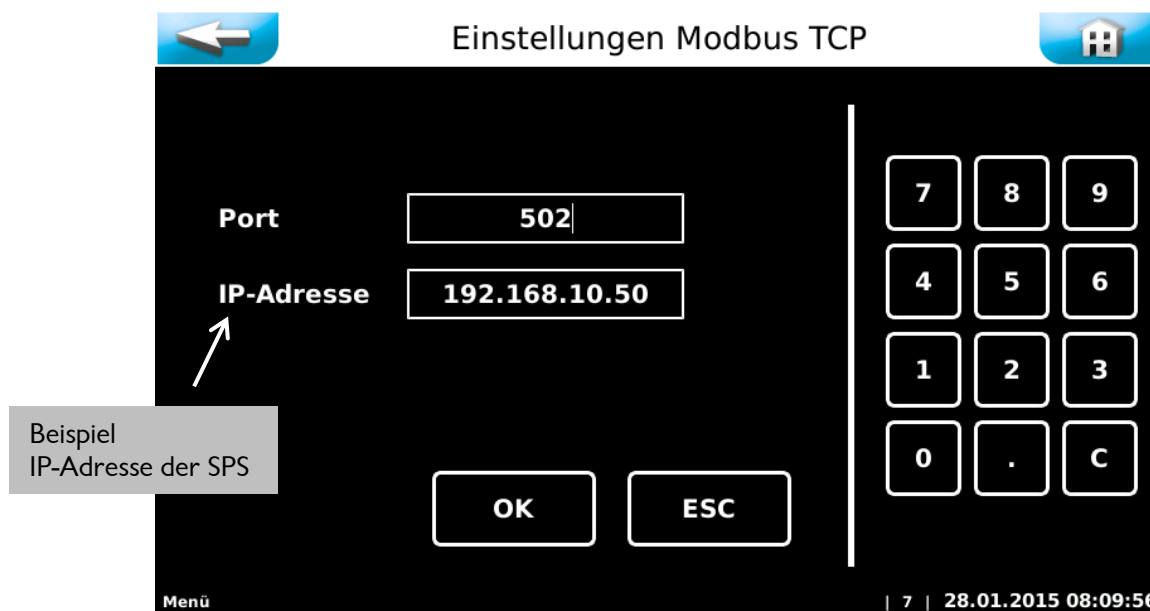 Einstellungen Modbus TCP
Port 502
IP-Adresse 192.168.10.50
Beispiel
IP-Adresse der SPS
OK ESC
7 8 9
4 5 6
1 2 3
0 . C
Menü | 7 | 28.01.2015 08:09:56